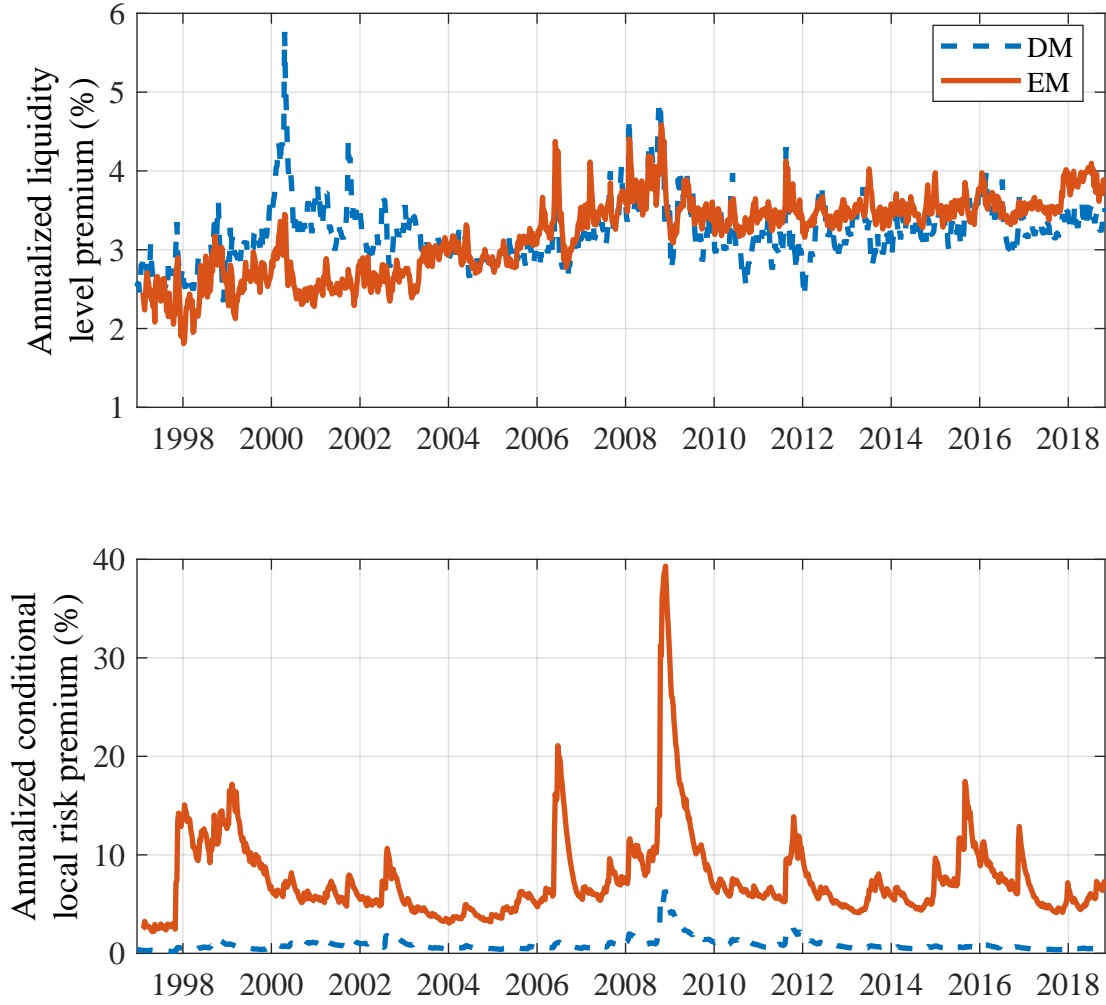 6
5
4
3
2
1
Annualized liquidity
level premium (%)
DM
EM
1998 2000 2002 2004 2006 2008 2010 2012 2014 2016 2018
40
30
20
10
0
Annualized conditional
local risk premium (%)
1998 2000 2002 2004 2006 2008 2010 2012 2014 2016 2018